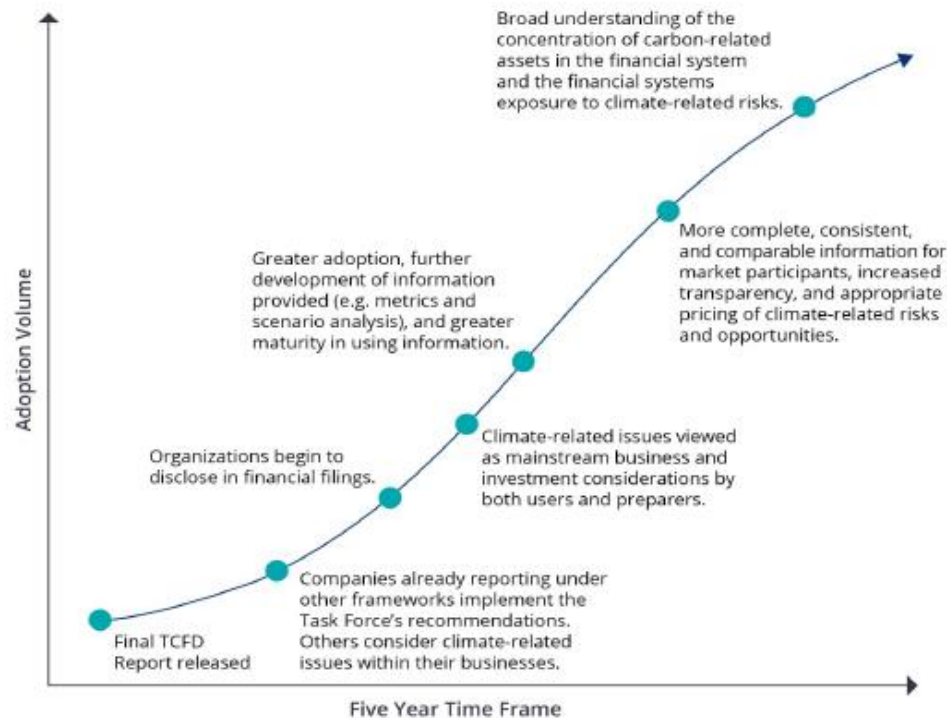 Broad understanding of the
concentration of carbon-related
assets in the financial system
and the financial systems
exposure to climate-related risks.
More complete, consistent,
and comparable information for
market participants, increased
transparency, and appropriate
pricing of climate-related risks
and opportunities.
Greater adoption, further
development of information
provided (e.g. metrics and
scenario analysis), and greater
maturity in using information.
Climate-related issues viewed
as mainstream business and
investment considerations by
both users and preparers.
Organizations begin to
disclose in financial filings.
Companies already reporting under
other frameworks implement the
Task Force's recommendations.
Others consider climate-related
issues within their businesses.
Final TCFD
Report released
Adoption Volume
Five Year Time Frame